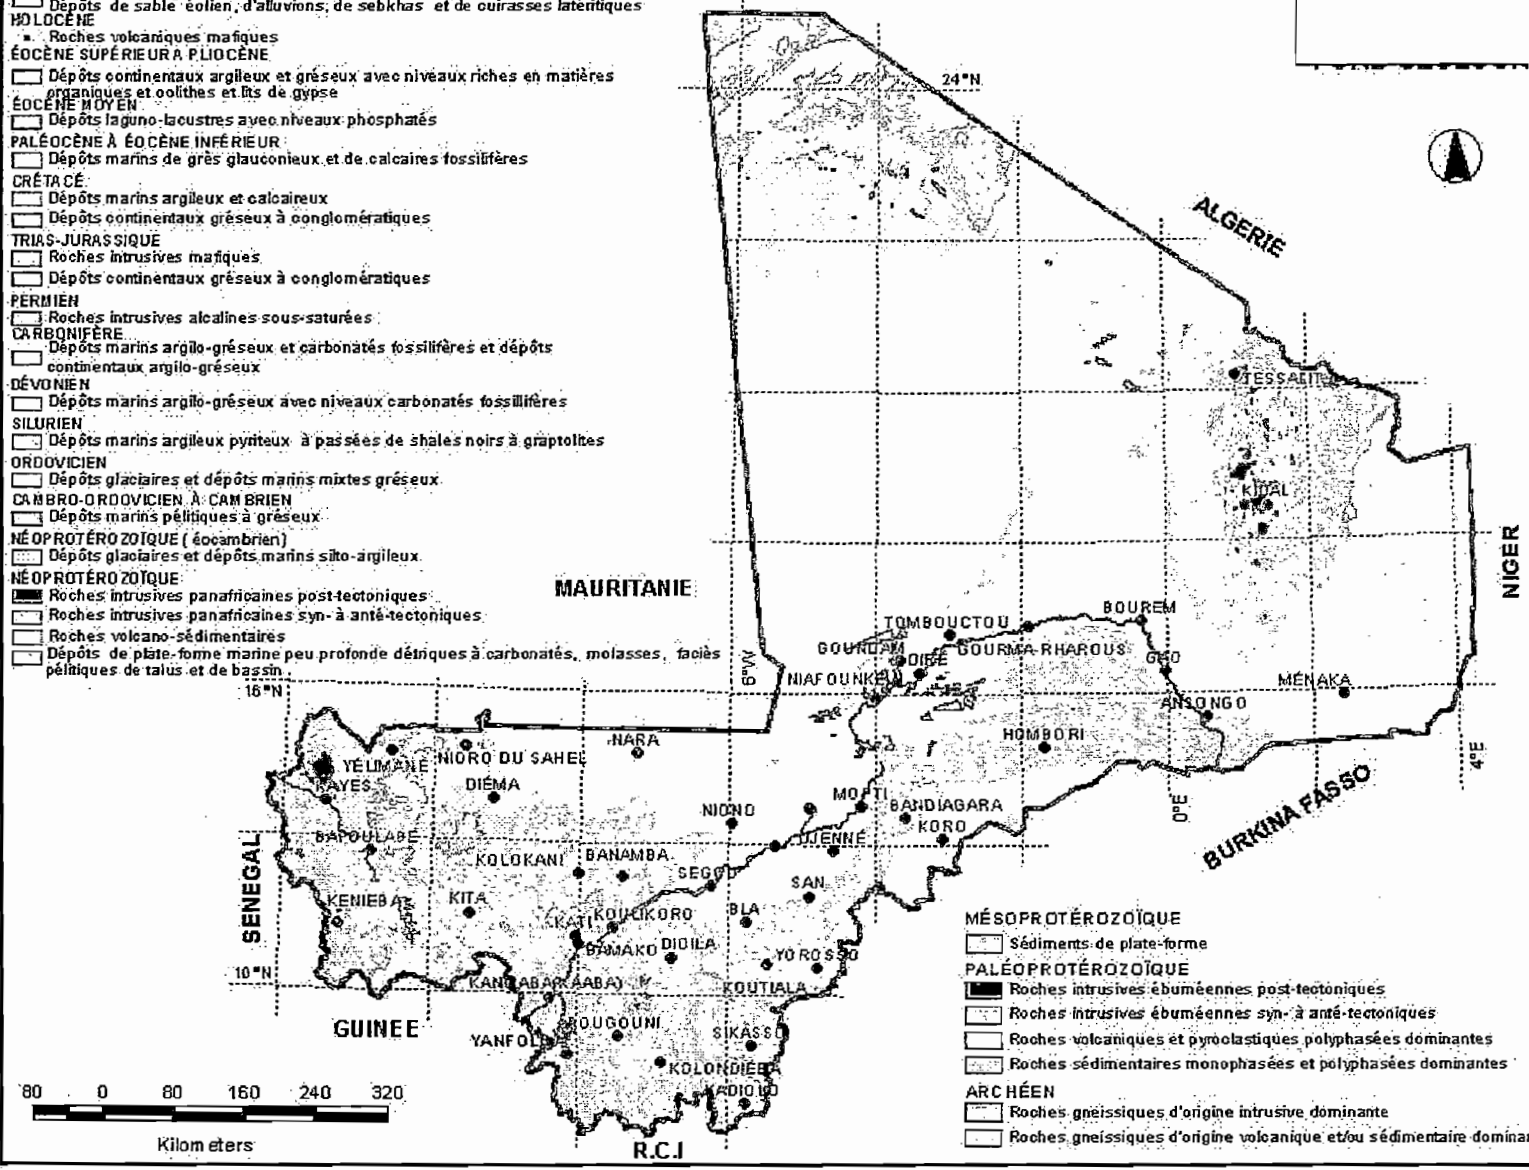 Dépôts de sable éolien, d'alluvions, de sebkhas et de cuirasses latéritiques
HOLOCÈNE
Roches volcaniques mafiques
ÉOCÈNE SUPÉRIEUR À PLIOCÈNE
Dépôts continentaux argileux et gréseux avec niveaux riches en matières
organiques et oolithes et lits de gypse
ÉOCÈNE MOYEN
Dépôts laguno-lacustres avec niveaux phosphatés
PALÉOCÈNE À ÉOCÈNE INFÉRIEUR
Dépôts marins de grès glauconieux et de calcaires fossilifères
CRÉTACÉ
Dépôts marins argileux et calcaireux
Dépôts continentaux gréseux à conglomératiques
TRIAS-JURASSIQUE
Roches intrusives mafiques
Dépôts continentaux gréseux à conglomératiques
PERMIEN
Roches intrusives alcalines sous-saturées
CARBONIFÈRE
Dépôts marins argilo-gréseux et carbonatés fossilifères et dépôts
continentaux argilo-gréseux
DÉVONIEN
Dépôts marins argilo-gréseux avec niveaux carbonatés fossillifères
SILURIEN
Dépôts marins argileux pyriteux à passées de shales noirs à graptolites
ORDOVICIEN
Dépôts glaciaires et dépôts marins mixtes gréseux
CAMBRO-ORDOVICIEN À CAMBRIEN
Dépôts marins pélitiques à gréseux
NÉOPROTÉROZOÏQUE (éocambrien)
Dépôts glaciaires et dépôts marins silto-argileux
NÉOPROTÉROZOÏQUE
Roches intrusives panafricaines post-tectoniques
Roches intrusives panafricaines syn- à anté-tectoniques
Roches volcano-sédimentaires
Dépôts de plate-forme marine peu profonde détriques à carbonatés, molasses, faciès
pélitiques de talus et de bassin
24°N
ALGERIE
TESSALIT
KIDAL
NIGER
MAURITANIE
BOUREM
TOMBOUCTOU
GOUNDAM
GOURMA-RHAROUS
DIRÉ
GAO
NIAFOUNKÉ
6°W
MÉNAKA
16°N
ANSONGO
HOMBORI
4°E
NARA
NIORO DU SAHEL
YÉLIMANÉ
KAYES
DIÉMA
0°E
MOPTI
BANDIAGARA
NIONO
KORO
BURKINA FASSO
BAFOULABÉ
DJENNÉ
KOLOKANI
BANAMBA
SEGOU
SENEGAL
SAN
KENIEBA
KITA
BLA
KOULIKORO
KATI
BAMAKO
DIOILA
YOROSSO
10°N
KANGABA (KAABA)
KOUTIALA
GUINEE
BOUGOUNI
SIKASSO
YANFOLILA
KOLONDIÉBA
KADIOLO
R.C.I
80 0 80 160 240 320
Kilometers
MÉSOPROTÉROZOÏQUE
Sédiments de plate-forme
PALÉOPROTÉROZOÏQUE
Roches intrusives éburnéennes post-tectoniques
Roches intrusives éburnéennes syn- à anté-tectoniques
Roches volcaniques et pyroclastiques polyphasées dominantes
Roches sédimentaires monophasées et polyphasées dominantes
ARCHÉEN
Roches gneissiques d'origine intrusive dominante
Roches gneissiques d'origine volcanique et/ou sédimentaire dominan